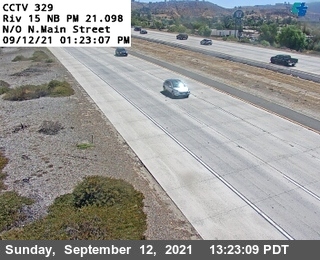 CCTV 329
Riv 15 NB PM 21.098
N/O N.Main Street
09/12/21 01:23:07 PM
Sunday, September 12, 2021 13:23:09 PDT